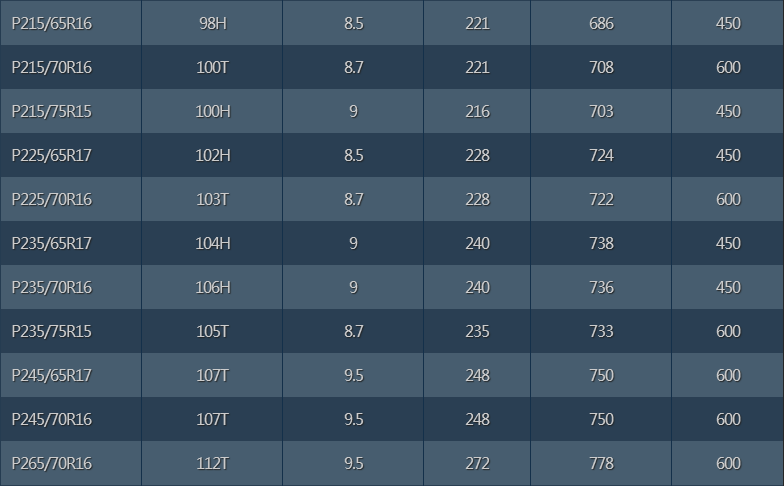 P215/65R16 98H 8.5 221 686 450
P215/70R16 100T 8.7 221 708 600
P215/75R15 100H 9 216 703 450
P225/65R17 102H 8.5 228 724 450
P225/70R16 103T 8.7 228 722 600
P235/65R17 104H 9 240 738 450
P235/70R16 106H 9 240 736 450
P235/75R15 105T 8.7 235 733 600
P245/65R17 107T 9.5 248 750 600
P245/70R16 107T 9.5 248 750 600
P265/70R16 112T 9.5 272 778 600